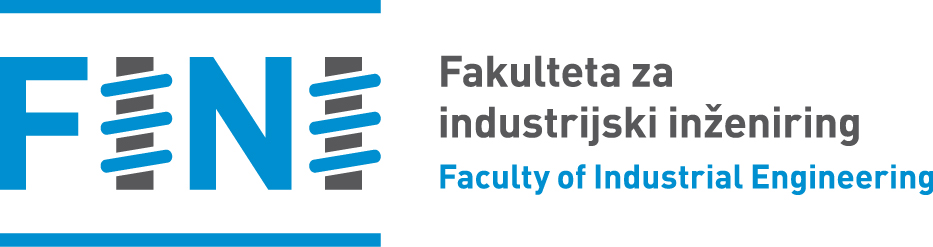 FINI
Fakulteta za
industrijski inženiring
Faculty of Industrial Engineering